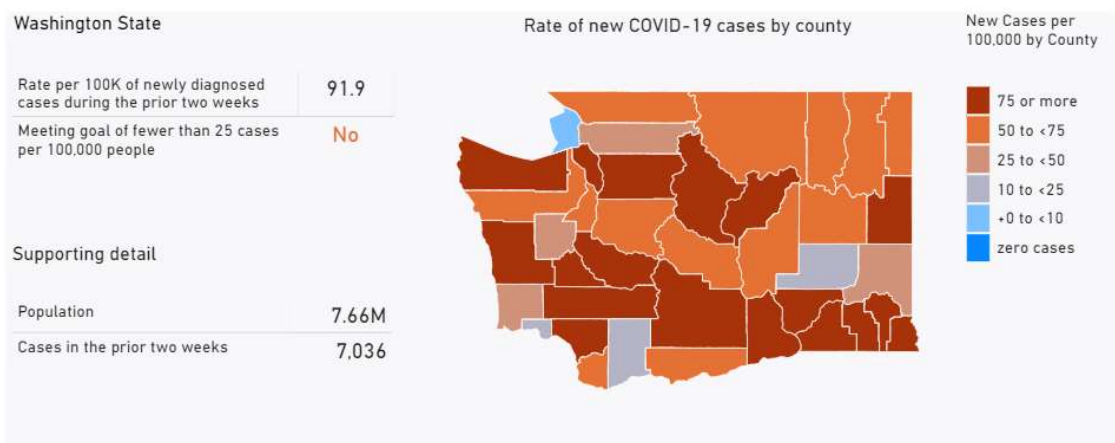 Washington State
Rate per 100K of newly diagnosed
cases during the prior two weeks
91.9
Meeting goal of fewer than 25 cases
per 100,000 people
No
Supporting detail
Population
7.66M
Cases in the prior two weeks
7,036
Rate of new COVID-19 cases by county
New Cases per
100,000 by County
75 or more
50 to <75
25 to <50
10 to <25
+0 to <10
zero cases